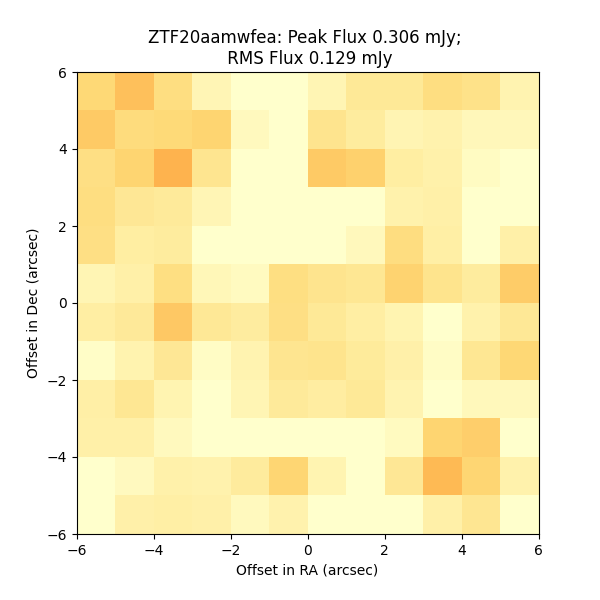 ZTF20aamwfea: Peak Flux 0.306 mJy;
RMS Flux 0.129 mJy
6
4
2
0
−2
−4
−6
Offset in Dec (arcsec)
−6 −4 −2 0 2 4 6
Offset in RA (arcsec)